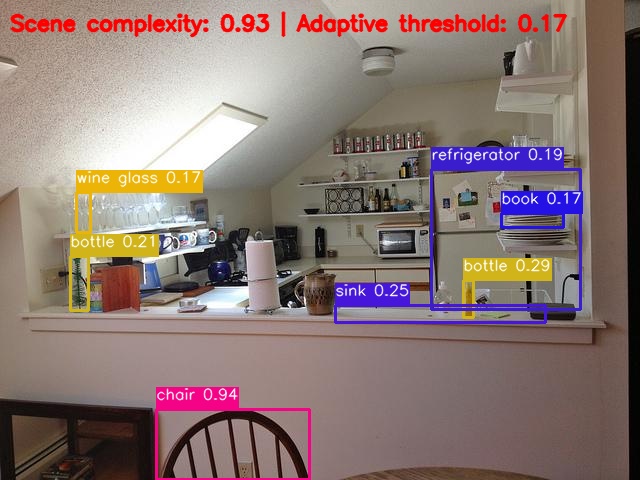 Scene complexity: 0.93 | Adaptive threshold: 0.17
refrigerator 0.19
wine glass 0.17
book 0.17
bottle 0.21
bottle 0.29
sink 0.25
chair 0.94